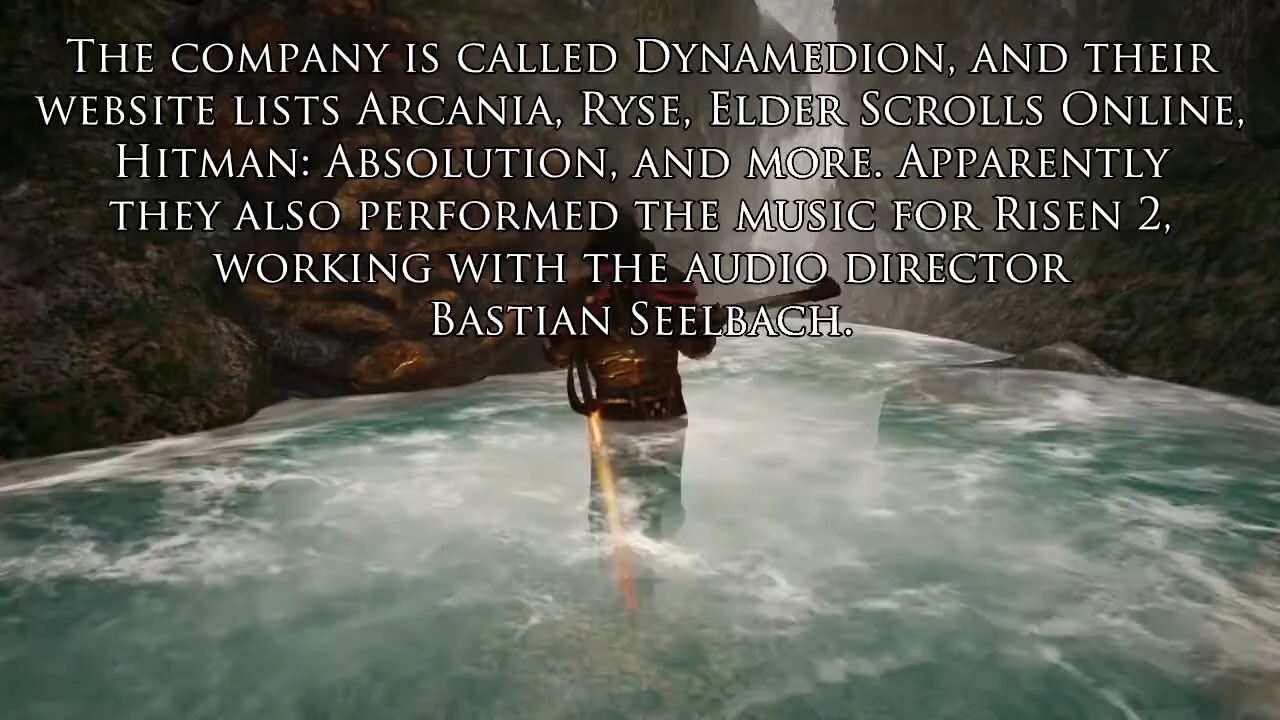 The company is called Dynamedion, and their
website lists Arcania, Ryse, Elder Scrolls Online,
Hitman: Absolution, and more. Apparently
they also performed the music for Risen 2,
working with the audio director
Bastian Seelbach.